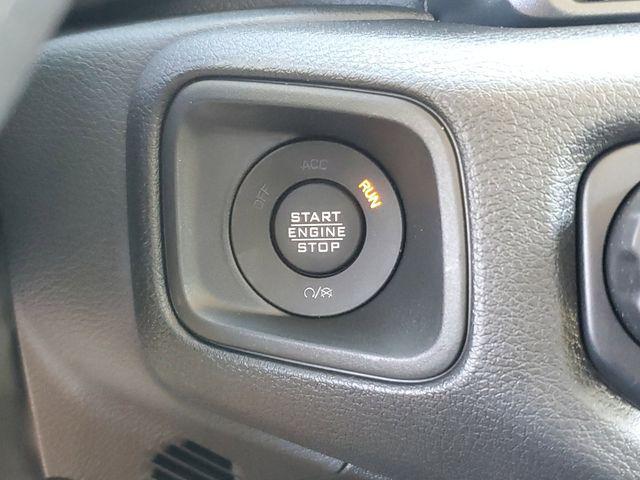 ACC
OFF
RUN
START
ENGINE
STOP